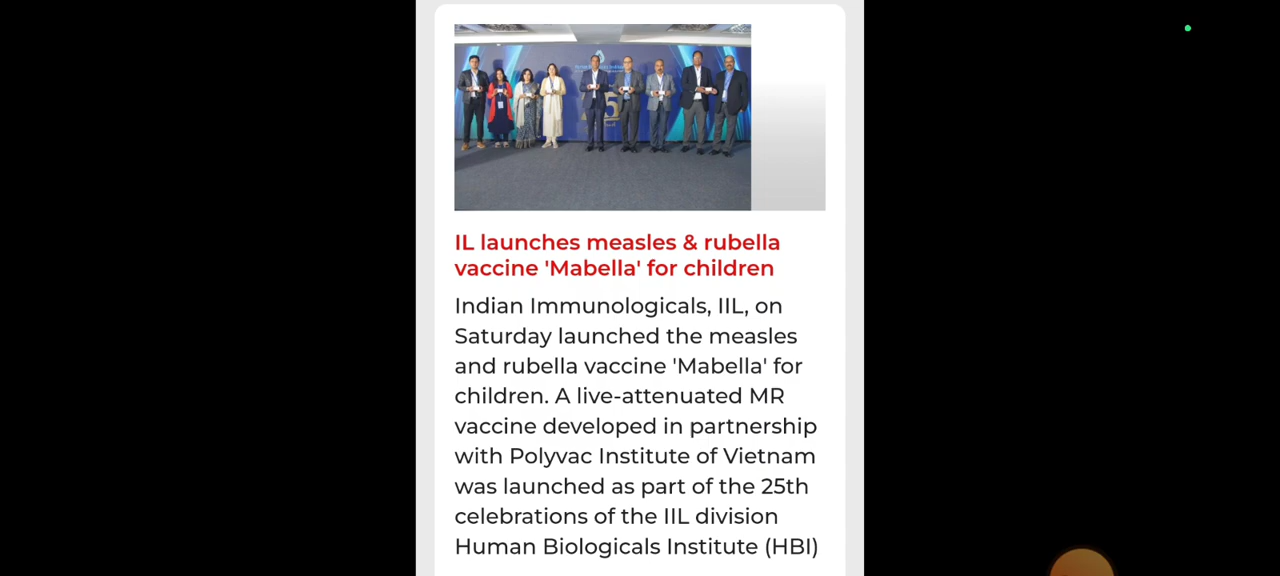 IL launches measles & rubella
vaccine 'Mabella' for children
Indian Immunologicals, IIL, on
Saturday launched the measles
and rubella vaccine 'Mabella' for
children. A live-attenuated MR
vaccine developed in partnership
with Polyvac Institute of Vietnam
was launched as part of the 25th
celebrations of the IIL division
Human Biologicals Institute (HBI)